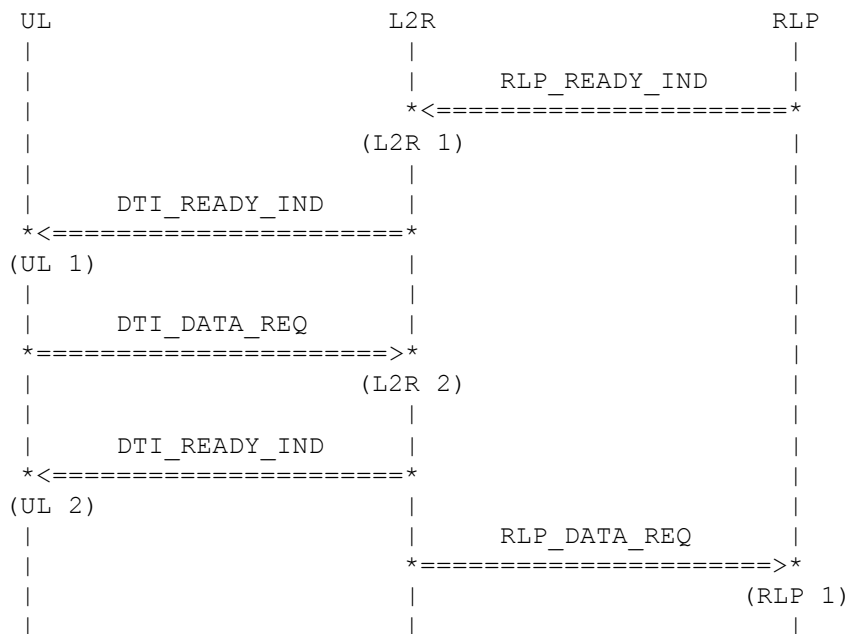 UL L2R RLP
| | |
| | RLP_READY_IND |
| *<======================*
| (L2R 1) |
| | |
| DTI_READY_IND | |
*<======================* |
(UL 1) | |
| | |
| DTI_DATA_REQ | |
*======================>* |
| (L2R 2) |
| | |
| DTI_READY_IND | |
*<======================* |
(UL 2) | |
| | RLP_DATA_REQ |
| *======================>*
| | (RLP 1)
| | |